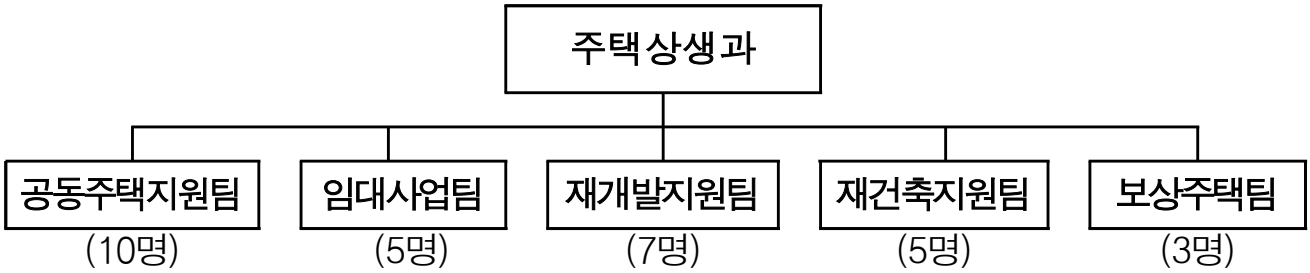 주택상생과
공동주택지원팀 임대사업팀 재개발지원팀 재건축지원팀 보상주택팀
(10명) (5명) (7명) (5명) (3명)